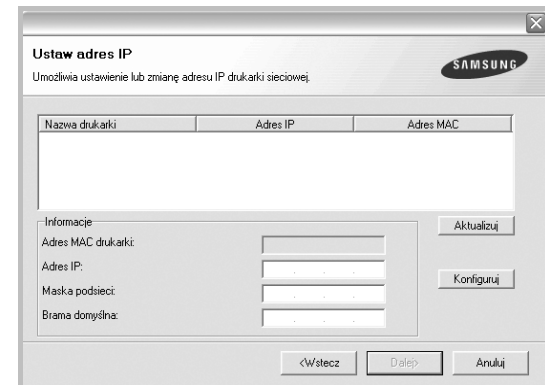 Ustaw adres IP
Umożliwia ustawienie lub zmianę adresu IP drukarki sieciowej.
SAMSUNG
Nazwa drukarki Adres IP Adres MAC
Informacje
Aktualizuj
Adres MAC drukarki:
Adres IP:
Konfiguruj
Maska podsieci:
Brama domyślna:
<Wstecz Dalej> Anuluj